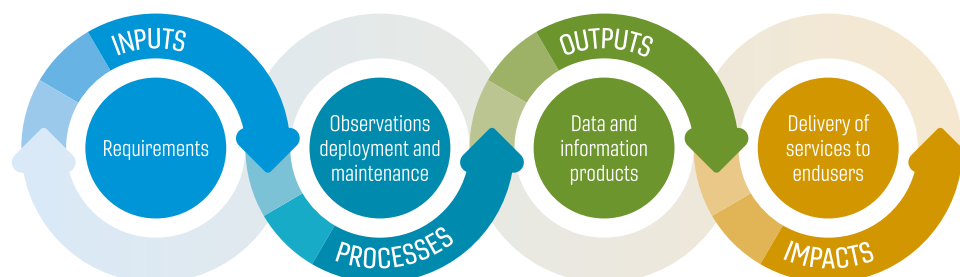 INPUTS
Requirements
Observations
deployment and
maintenance
PROCESSES
OUTPUTS
Data and
information
products
Delivery of
services to
endusers
IMPACTS